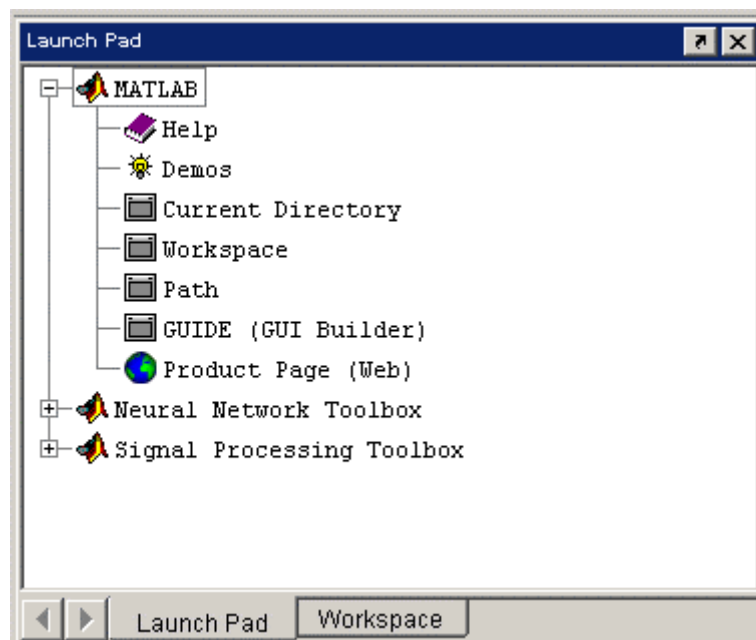 Launch Pad
MATLAB
Help
Demos
Current Directory
Workspace
Path
GUIDE (GUI Builder)
Product Page (Web)
Neural Network Toolbox
Signal Processing Toolbox
Launch Pad Workspace